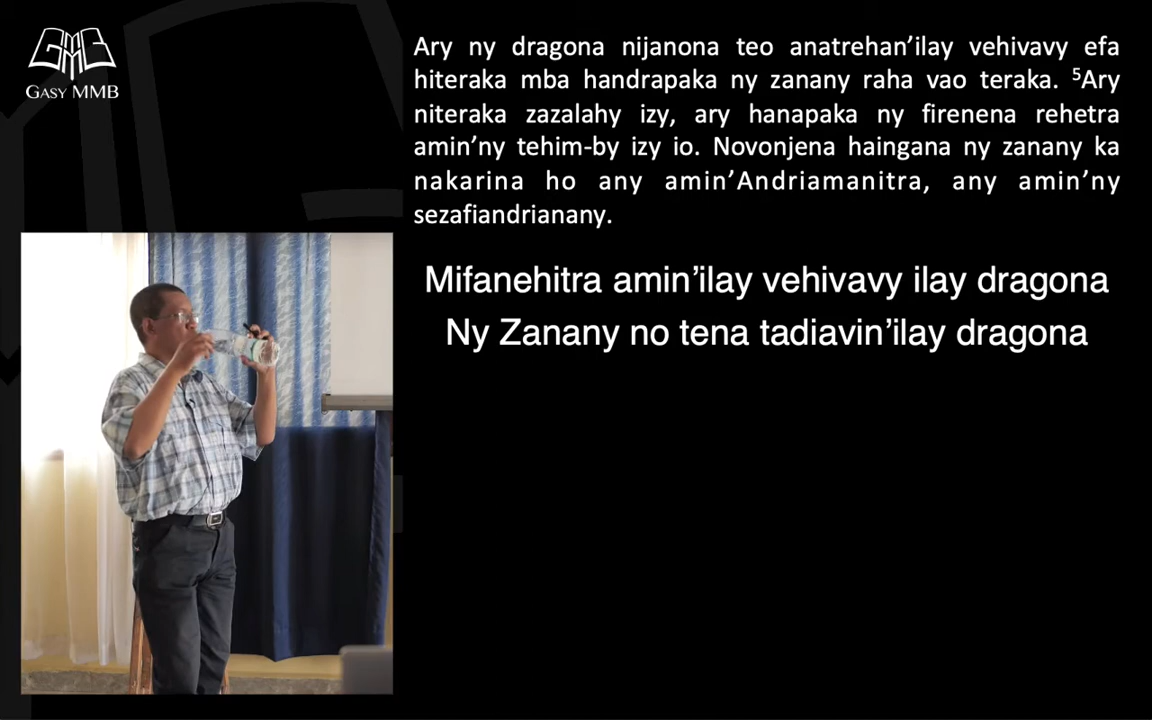 GMMB
GASY MMB
Ary ny dragona nijanona teo anatrehan’ilay vehivavy efa
hiteraka mba handrapaka ny zanany raha vao teraka. ⁵Ary
niteraka zazalahy izy, ary hanapaka ny firenena rehetra
amin’ny tehim-by izy io. Novonjena haingana ny zanany ka
nakarina ho any amin’Andriamanitra, any amin’ny
sezafiandrianany.
Mifanehitra amin’ilay vehivavy ilay dragona
Ny Zanany no tena tadiavin’ilay dragona